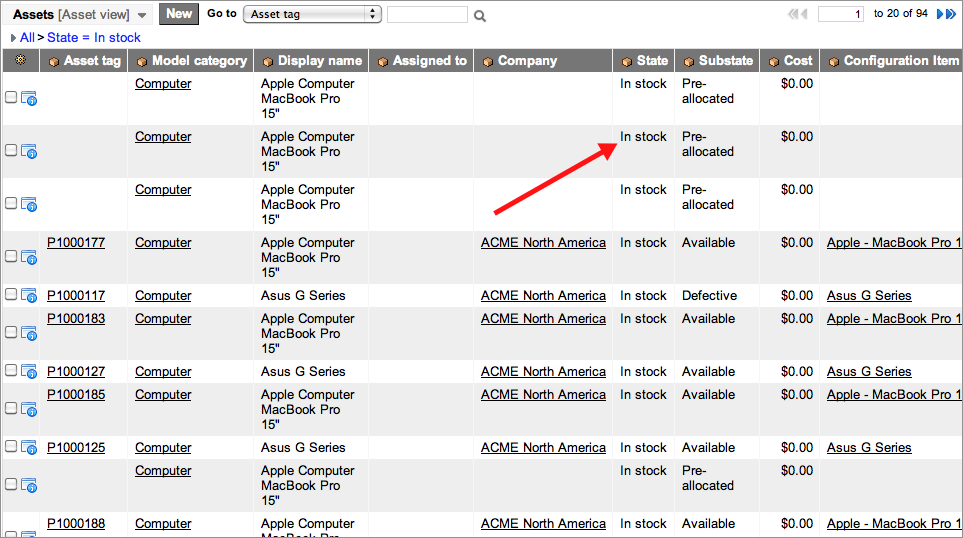 Assets [Asset view] New Go to Asset tag 1 to 20 of 94
All > State = In stock
Asset tag Model category Display name Assigned to Company State Substate Cost Configuration Item
Computer Apple Computer In stock Pre- $0.00
MacBook Pro allocated
15"
Computer Apple Computer In stock Pre- $0.00
MacBook Pro allocated
15"
Computer Apple Computer In stock Pre- $0.00
MacBook Pro allocated
15"
P1000177 Computer Apple Computer ACME North America In stock Available $0.00 Apple - MacBook Pro 1
MacBook Pro
15"
P1000117 Computer Asus G Series ACME North America In stock Defective $0.00 Asus G Series
P1000183 Computer Apple Computer ACME North America In stock Available $0.00 Apple - MacBook Pro 1
MacBook Pro
15"
P1000127 Computer Asus G Series ACME North America In stock Available $0.00 Asus G Series
P1000185 Computer Apple Computer ACME North America In stock Available $0.00 Apple - MacBook Pro 1
MacBook Pro
15"
P1000125 Computer Asus G Series ACME North America In stock Available $0.00 Asus G Series
Computer Apple Computer In stock Pre- $0.00
MacBook Pro allocated
15"
P1000188 Computer Apple Computer ACME North America In stock Available $0.00 Apple - MacBook Pro 1
MacBook Pro